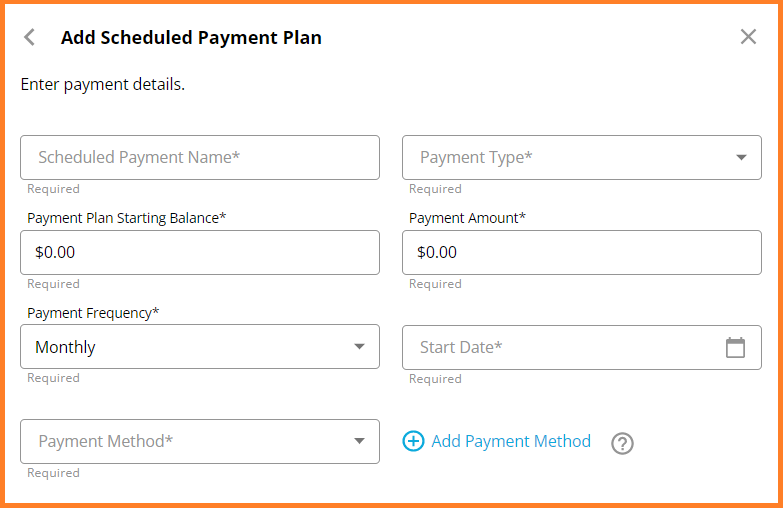 Add Scheduled Payment Plan
Enter payment details.
Scheduled Payment Name*
Payment Type*
Required
Required
Payment Plan Starting Balance*
Payment Amount*
$0.00
$0.00
Required
Required
Payment Frequency*
Monthly
Start Date*
Required
Required
Payment Method*
Add Payment Method
Required